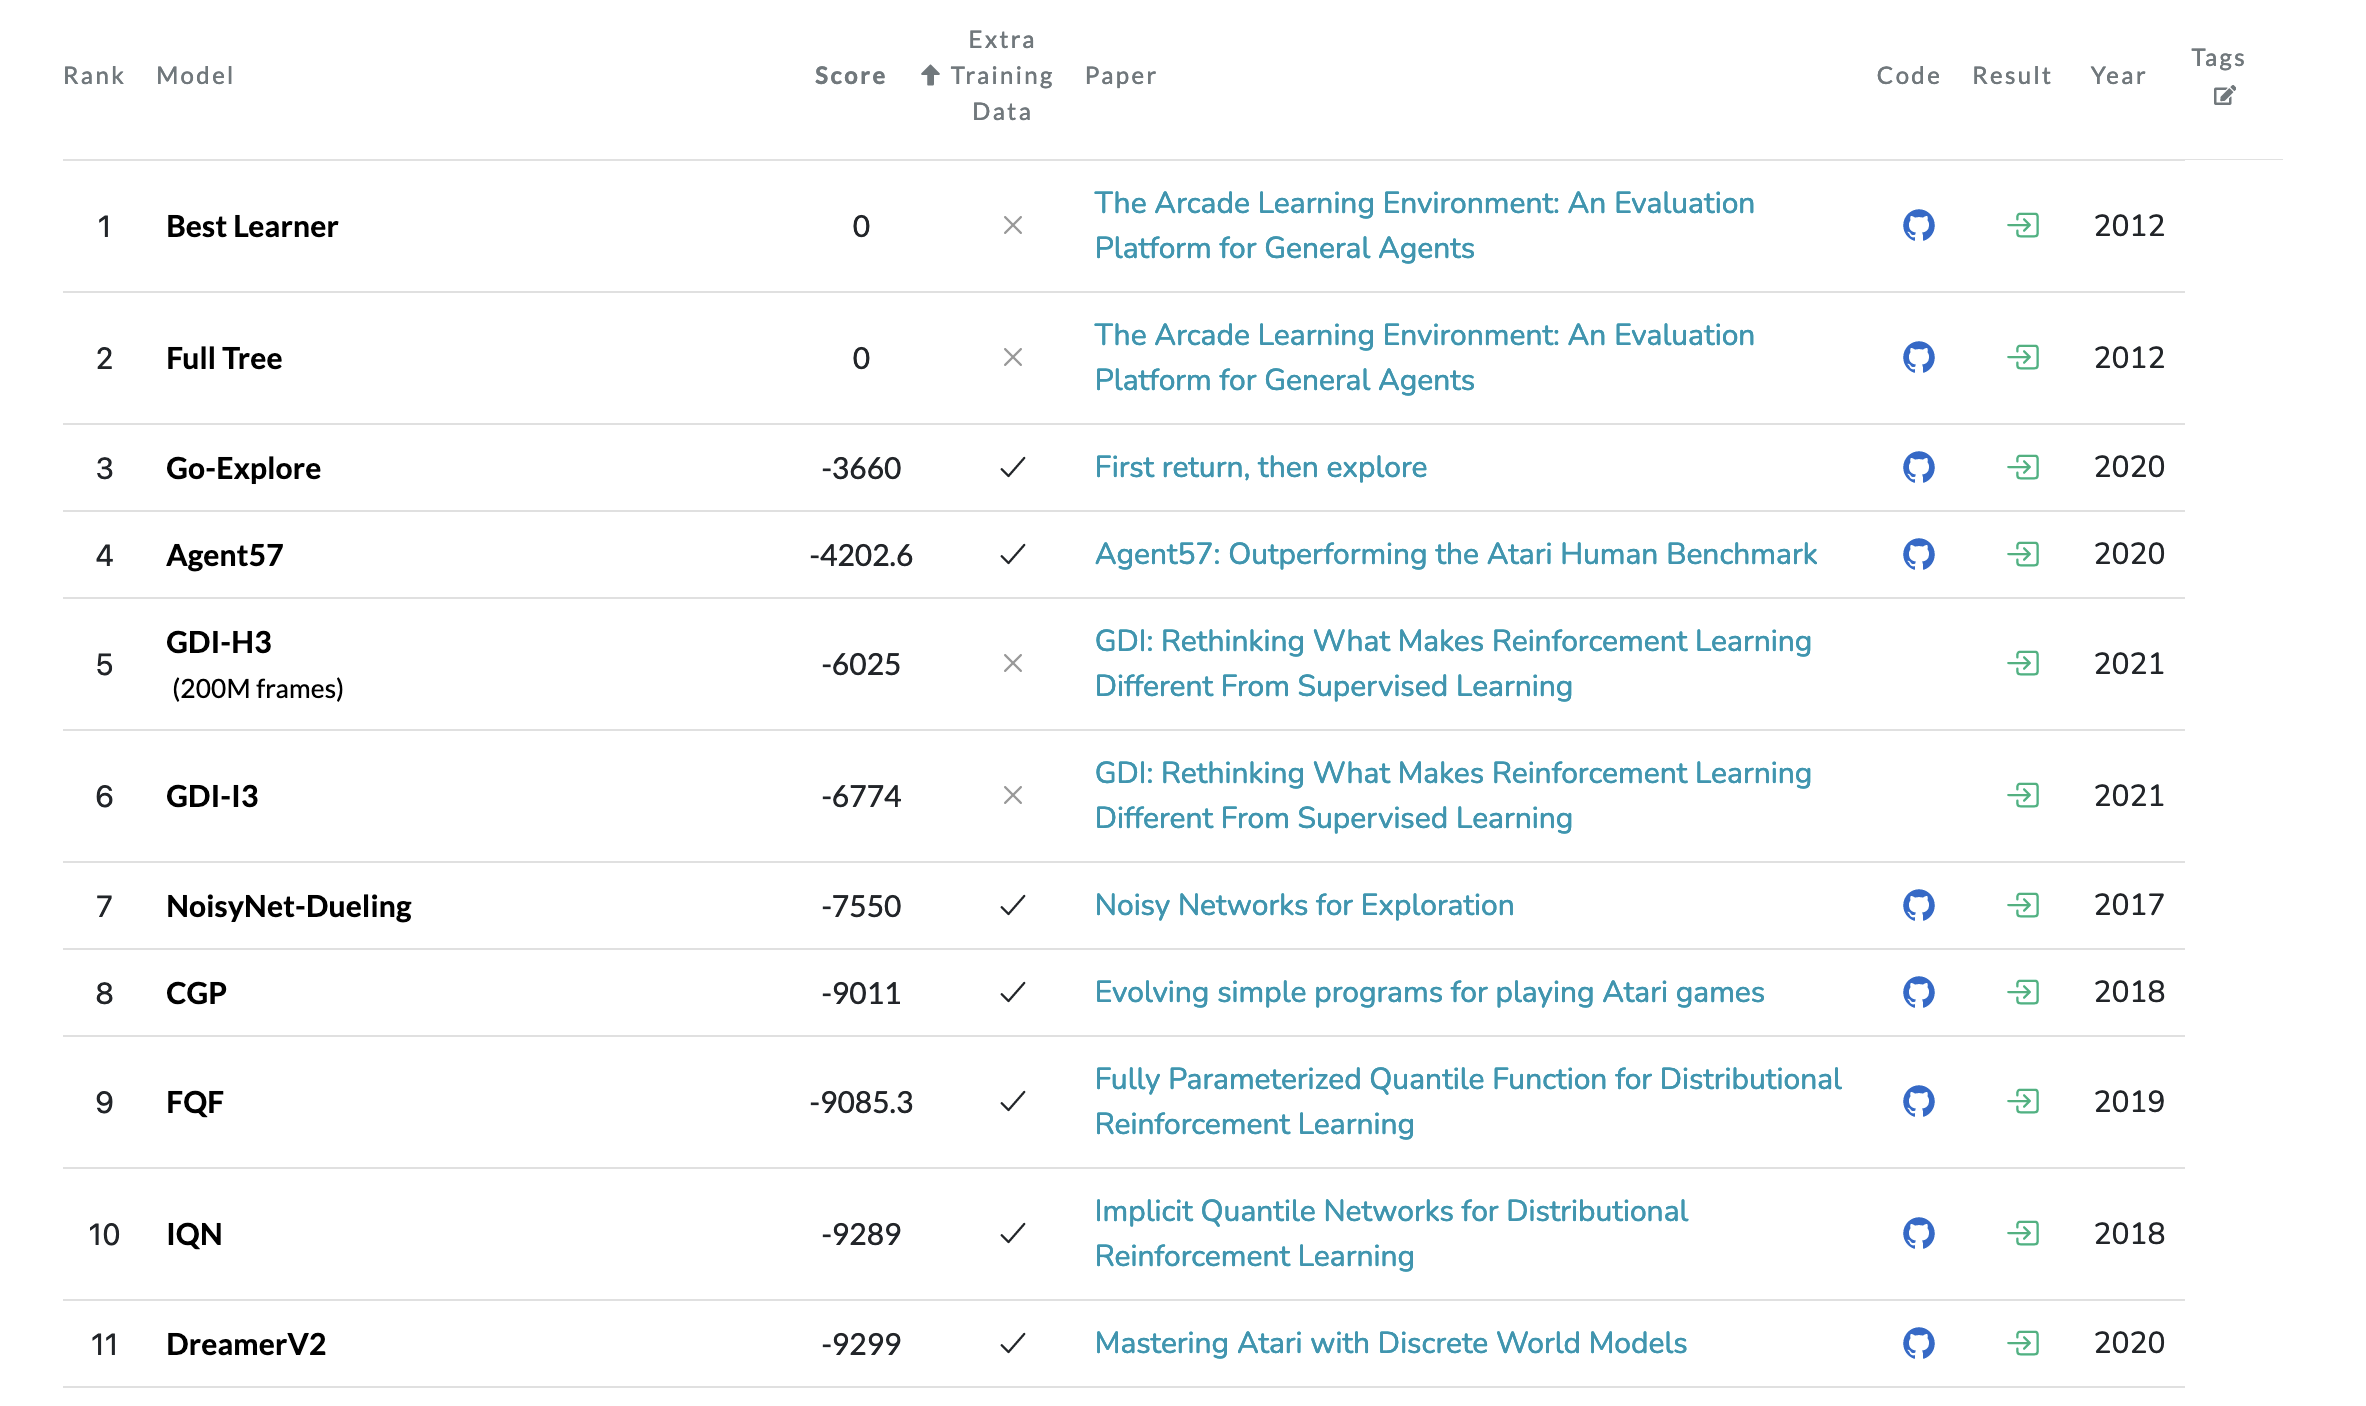 Rank Model Score Extra Training Data Paper Code Result Year Tags
1 Best Learner 0 The Arcade Learning Environment: An Evaluation
Platform for General Agents 2012
2 Full Tree 0 The Arcade Learning Environment: An Evaluation
Platform for General Agents 2012
3 Go-Explore -3660 First return, then explore 2020
4 Agent57 -4202.6 Agent57: Outperforming the Atari Human Benchmark 2020
5 GDI-H3
(200M frames) -6025 GDI: Rethinking What Makes Reinforcement Learning
Different From Supervised Learning 2021
6 GDI-I3 -6774 GDI: Rethinking What Makes Reinforcement Learning
Different From Supervised Learning 2021
7 NoisyNet-Dueling -7550 Noisy Networks for Exploration 2017
8 CGP -9011 Evolving simple programs for playing Atari games 2018
9 FQF -9085.3 Fully Parameterized Quantile Function for Distributional
Reinforcement Learning 2019
10 IQN -9289 Implicit Quantile Networks for Distributional
Reinforcement Learning 2018
11 DreamerV2 -9299 Mastering Atari with Discrete World Models 2020